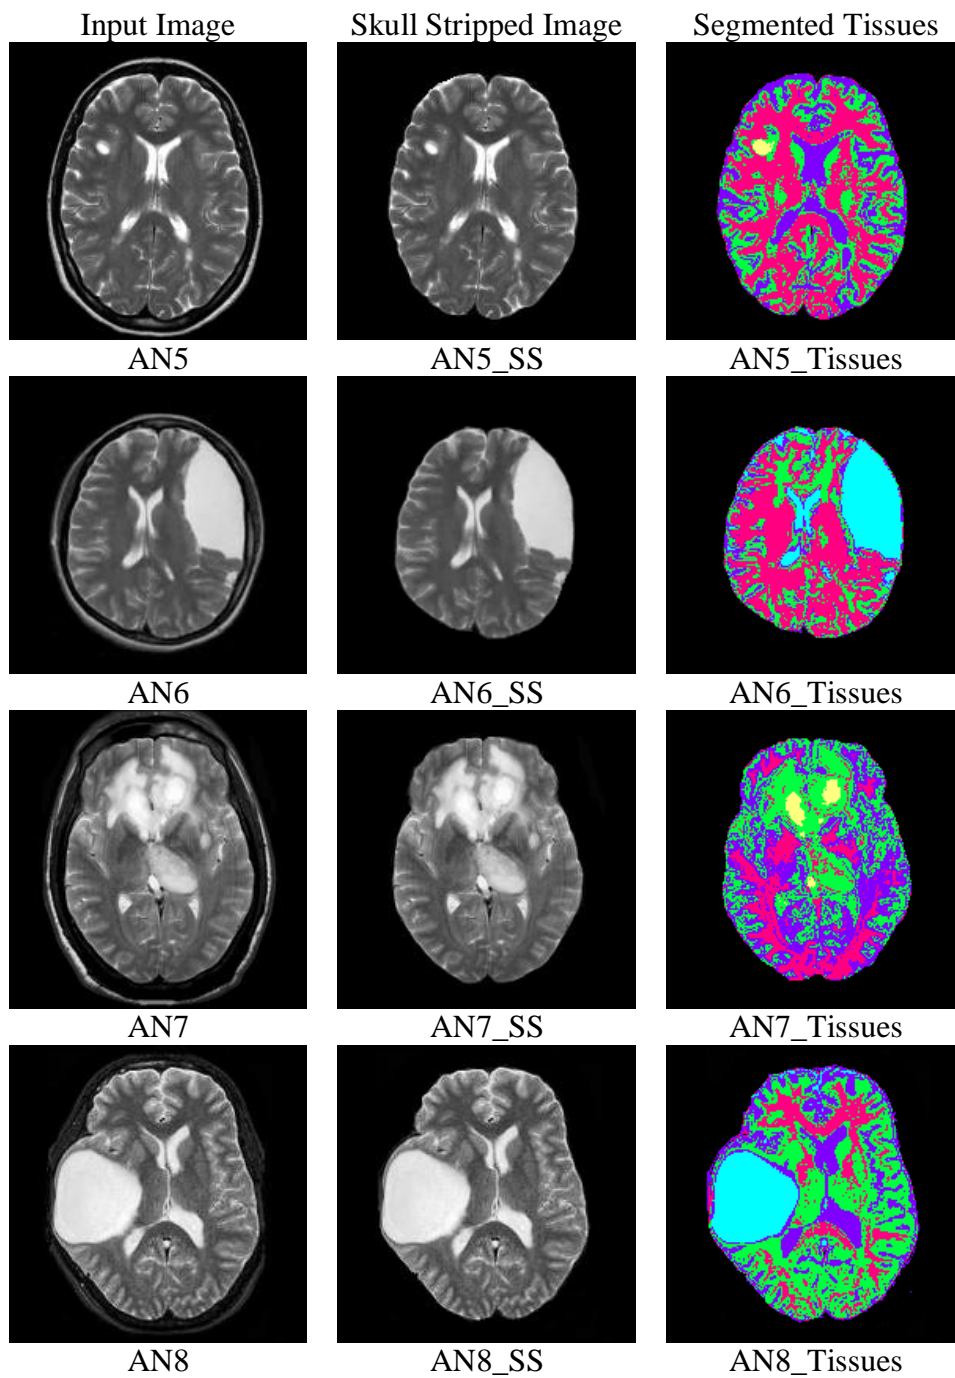 Input Image Skull Stripped Image Segmented Tissues
AN5 AN5_SS AN5_Tissues
AN6 AN6_SS AN6_Tissues
AN7 AN7_SS AN7_Tissues
AN8 AN8_SS AN8_Tissues